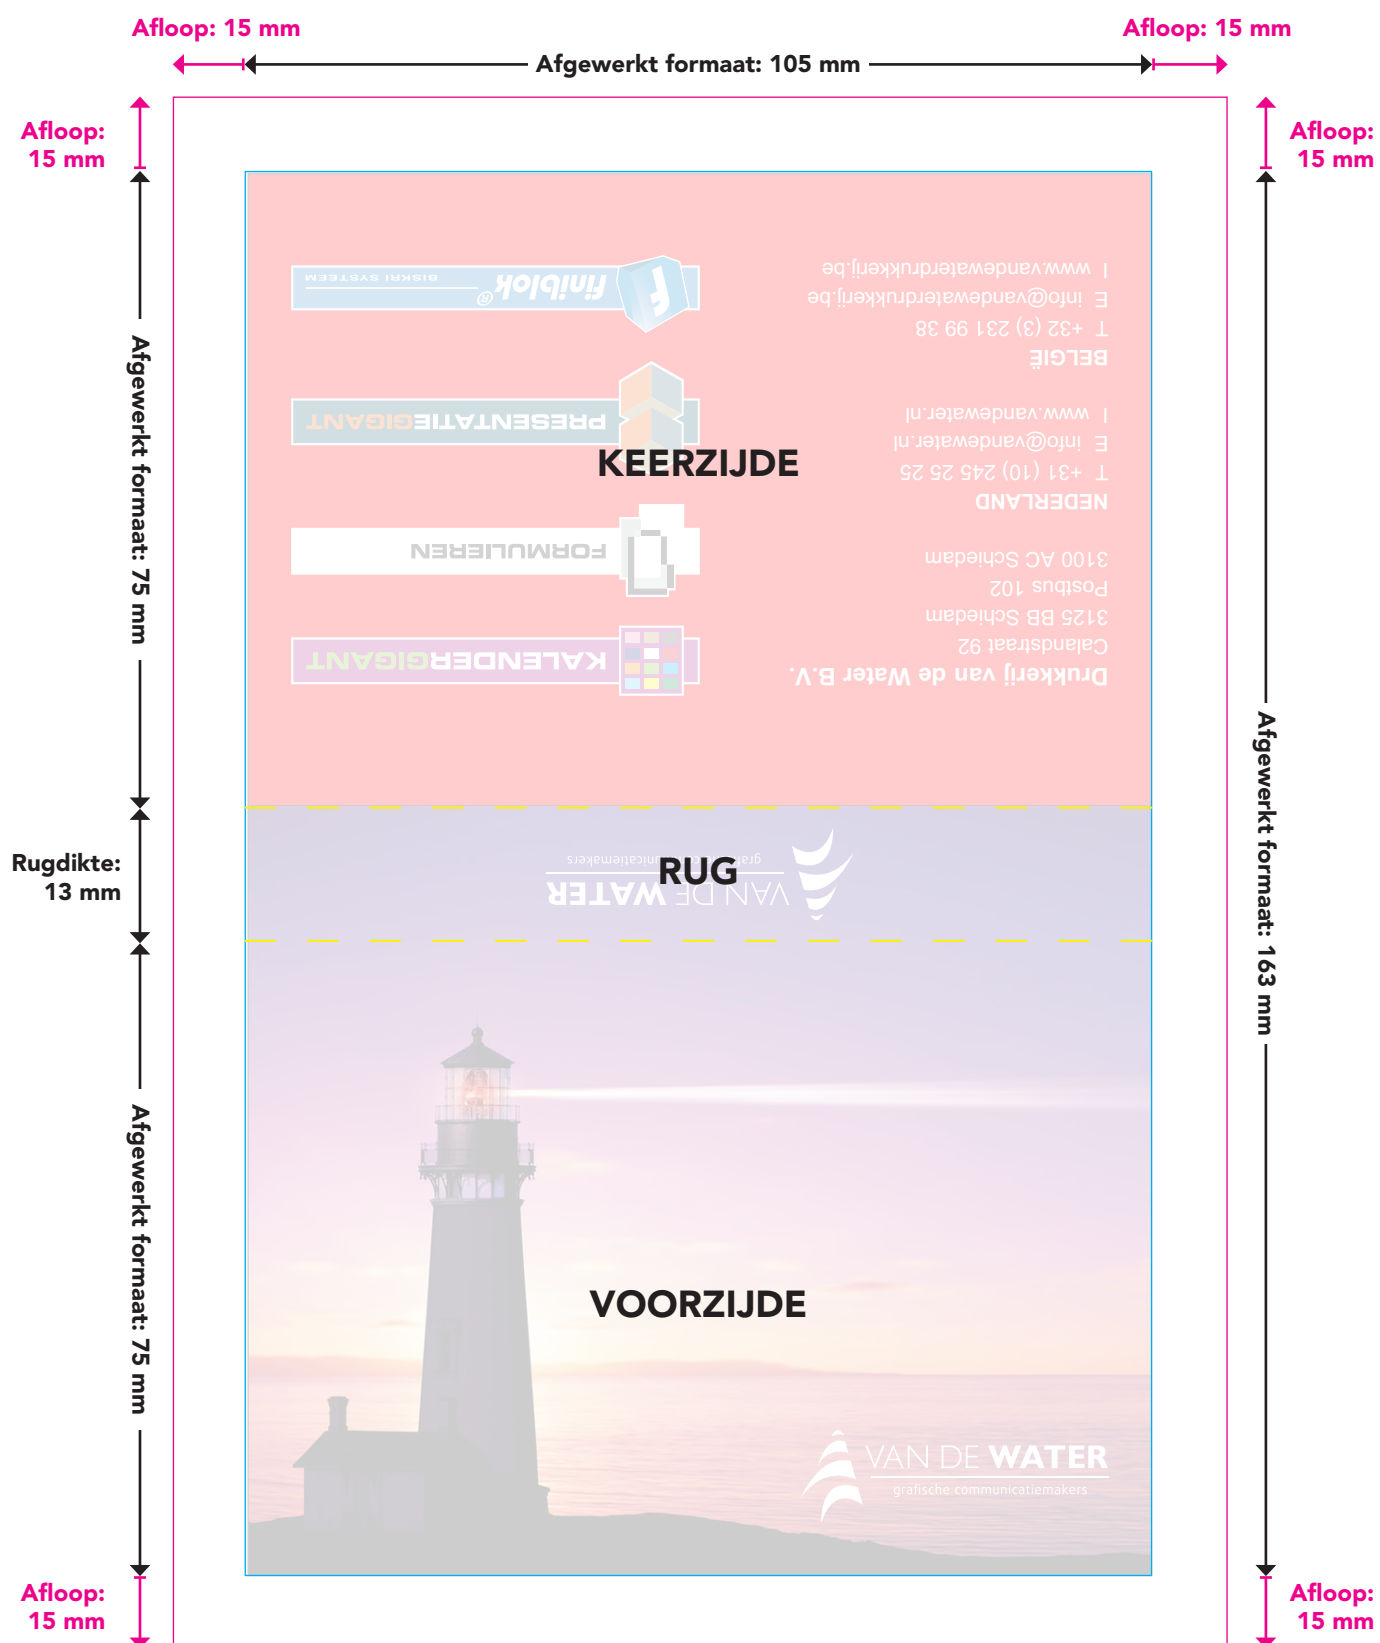 Afloop: 15 mm
Afloop: 15 mm
Afgewerkt formaat: 105 mm
Afloop:
15 mm
Afloop:
15 mm
Afgewerkt formaat: 75 mm
Drukkerij van de Water B.V.
Calandstraat 92
3125 BB Schiedam
Postbus 102
3100 AC Schiedam
NEDERLAND
T +31 (10) 245 25 25
E info@vandewater.nl
I www.vandewater.nl
BELGIË
T +32 (3) 231 99 38
E info@vandewaterdrukkerij.be
I www.vandewaterdrukkerij.be
KALENDERGIGANT
FORMULIEREN
PRESENTATIEGIGANT
finiblok®
BISKRI SYSTEEM
KEERZIJDE
Afgewerkt formaat: 163 mm
Rugdikte:
13 mm
VAN DE WATER
grafische communicatiemakers
RUG
Afgewerkt formaat: 75 mm
VOORZIJDE
VAN DE WATER
grafische communicatiemakers
Afloop:
15 mm
Afloop:
15 mm